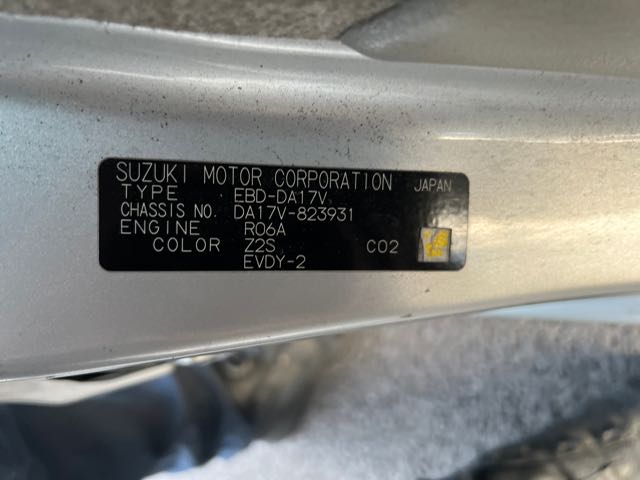 SUZUKI MOTOR CORPORATION JAPAN
TYPE EBD-DA17V
CHASSIS NO. DA17V-823931
ENGINE R06A
COLOR Z2S C02
EVDY-2